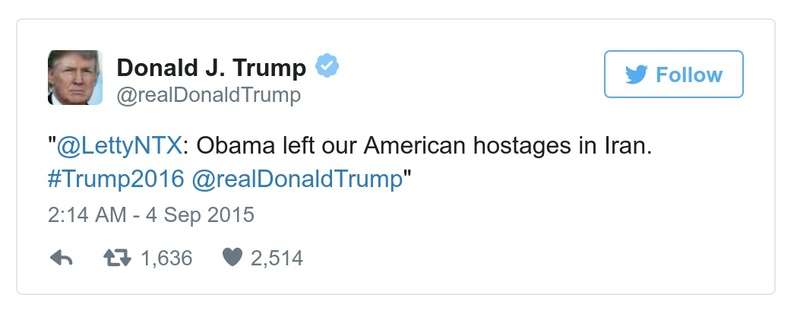 Donald J. Trump
@realDonaldTrump
Follow
"@LettyNTX: Obama left our American hostages in Iran.
#Trump2016 @realDonaldTrump"
2:14 AM - 4 Sep 2015
1,636 2,514